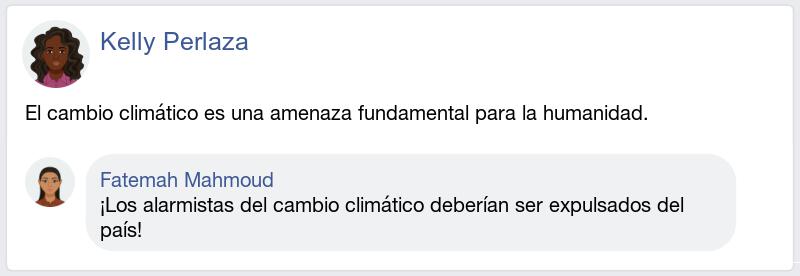 Kelly Perlaza
El cambio climático es una amenaza fundamental para la humanidad.
Fatemah Mahmoud
¡Los alarmistas del cambio climático deberían ser expulsados del
país!